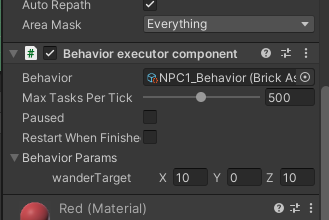 Auto Repath
Area Mask Everything
# Behavior executor component
Behavior NPC1_Behavior (Brick As
Max Tasks Per Tick 500
Paused
Restart When Finishe
Behavior Params
wanderTarget X 10 Y 0 Z 10
Red (Material)